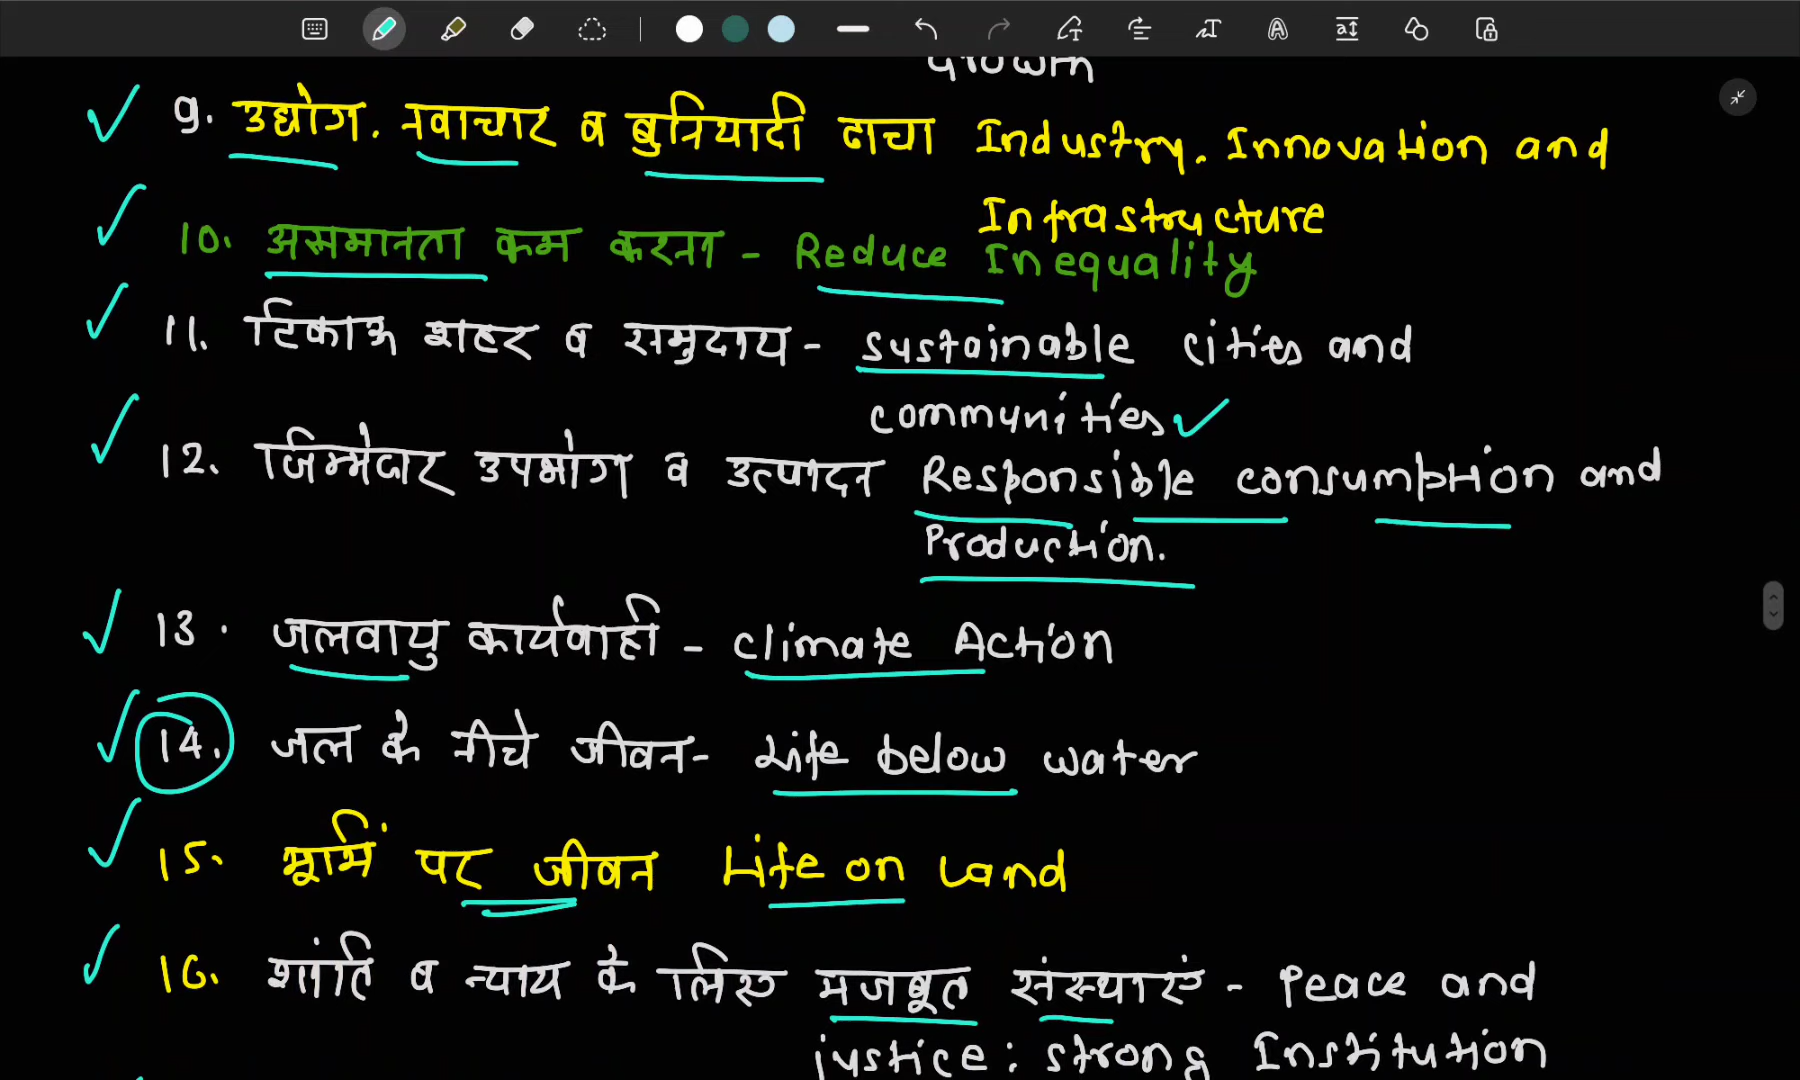 Growth
9. उद्योग. नवाचार व बुनियादी ढाचा Industry. Innovation and
Infrastructure
10. असमानता कम करना - Reduce Inequality
11. टिकाऊ शहर व समुदाय - sustainable cities and
communities
12. जिम्मेदार उपभोग व उत्पादन Responsible consumption and
Production.
13. जलवायु कार्यवाही - climate Action
14. जल के नीचे जीवन - Life below water
15. भूमिं पर जीवन Life on Land
16. शांति व न्याय के लिए मजबूत संस्थाएं - Peace and
justice: strong Institution